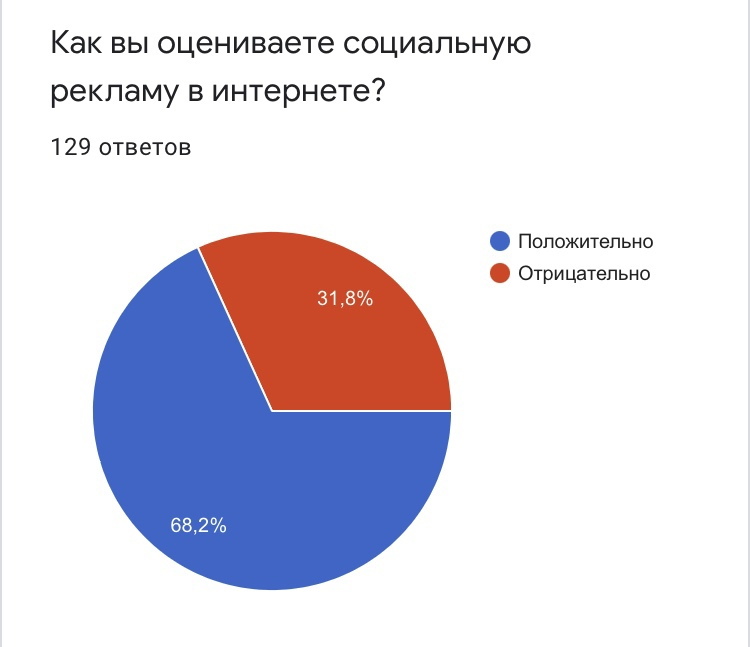 Как вы оцениваете социальную
рекламу в интернете?
129 ответов
Положительно
Отрицательно
31,8%
68,2%